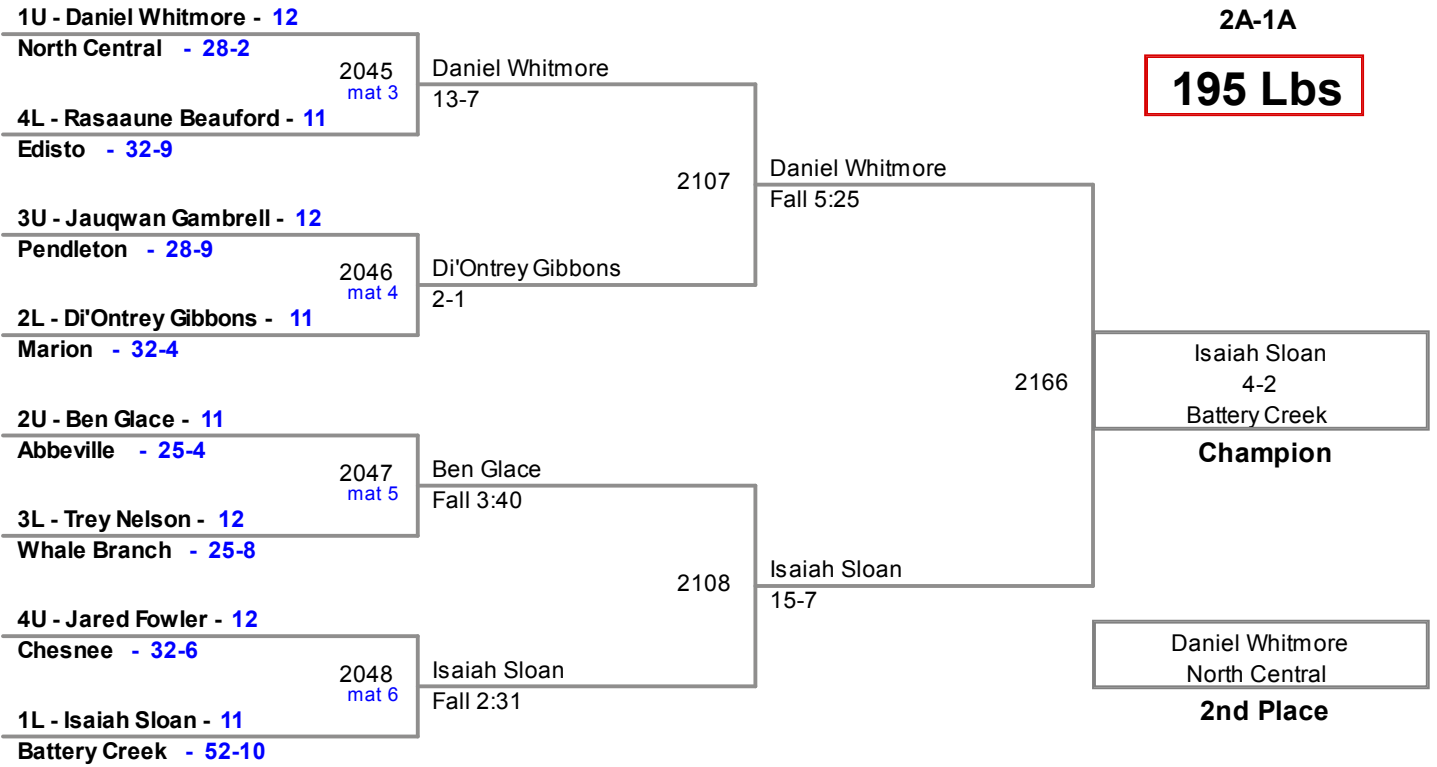 1U - Daniel Whitmore - 12
North Central - 28-2
2045
mat 3
4L - Rasaaune Beauford - 11
Edisto - 32-9
3U - Jauqwan Gambrell - 12
Pendleton - 28-9
2046
mat 4
2L - Di'Ontrey Gibbons - 11
Marion - 32-4
2U - Ben Glace - 11
Abbeville - 25-4
2047
mat 5
3L - Trey Nelson - 12
Whale Branch - 25-8
4U - Jared Fowler - 12
Chesnee - 32-6
2048
mat 6
1L - Isaiah Sloan - 11
Battery Creek - 52-10
Daniel Whitmore
13-7
2107
Di'Ontrey Gibbons
2-1
Ben Glace
Fall 3:40
2108
Isaiah Sloan
Fall 2:31
Daniel Whitmore
Fall 5:25
2166
Isaiah Sloan
15-7
2A-1A
195 Lbs
Isaiah Sloan
4-2
Battery Creek
Champion
Daniel Whitmore
North Central
2nd Place